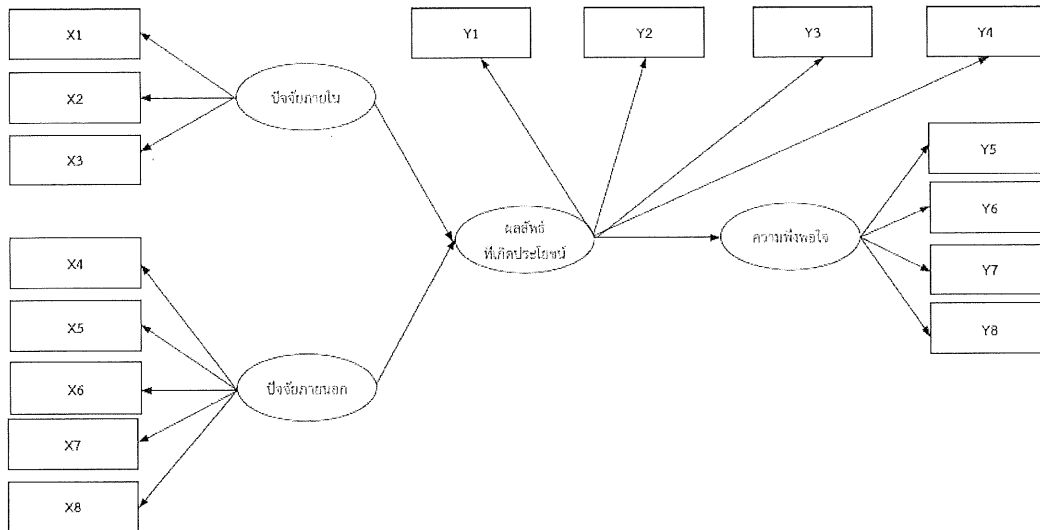 X1
X2
X3
ปัจจัยภายใน
Y1
Y2
Y3
Y4
X4
X5
X6
X7
X8
ปัจจัยภายนอก
ผลลัพธ์
ที่เกิดประโยชน์
ความพึงพอใจ
Y5
Y6
Y7
Y8